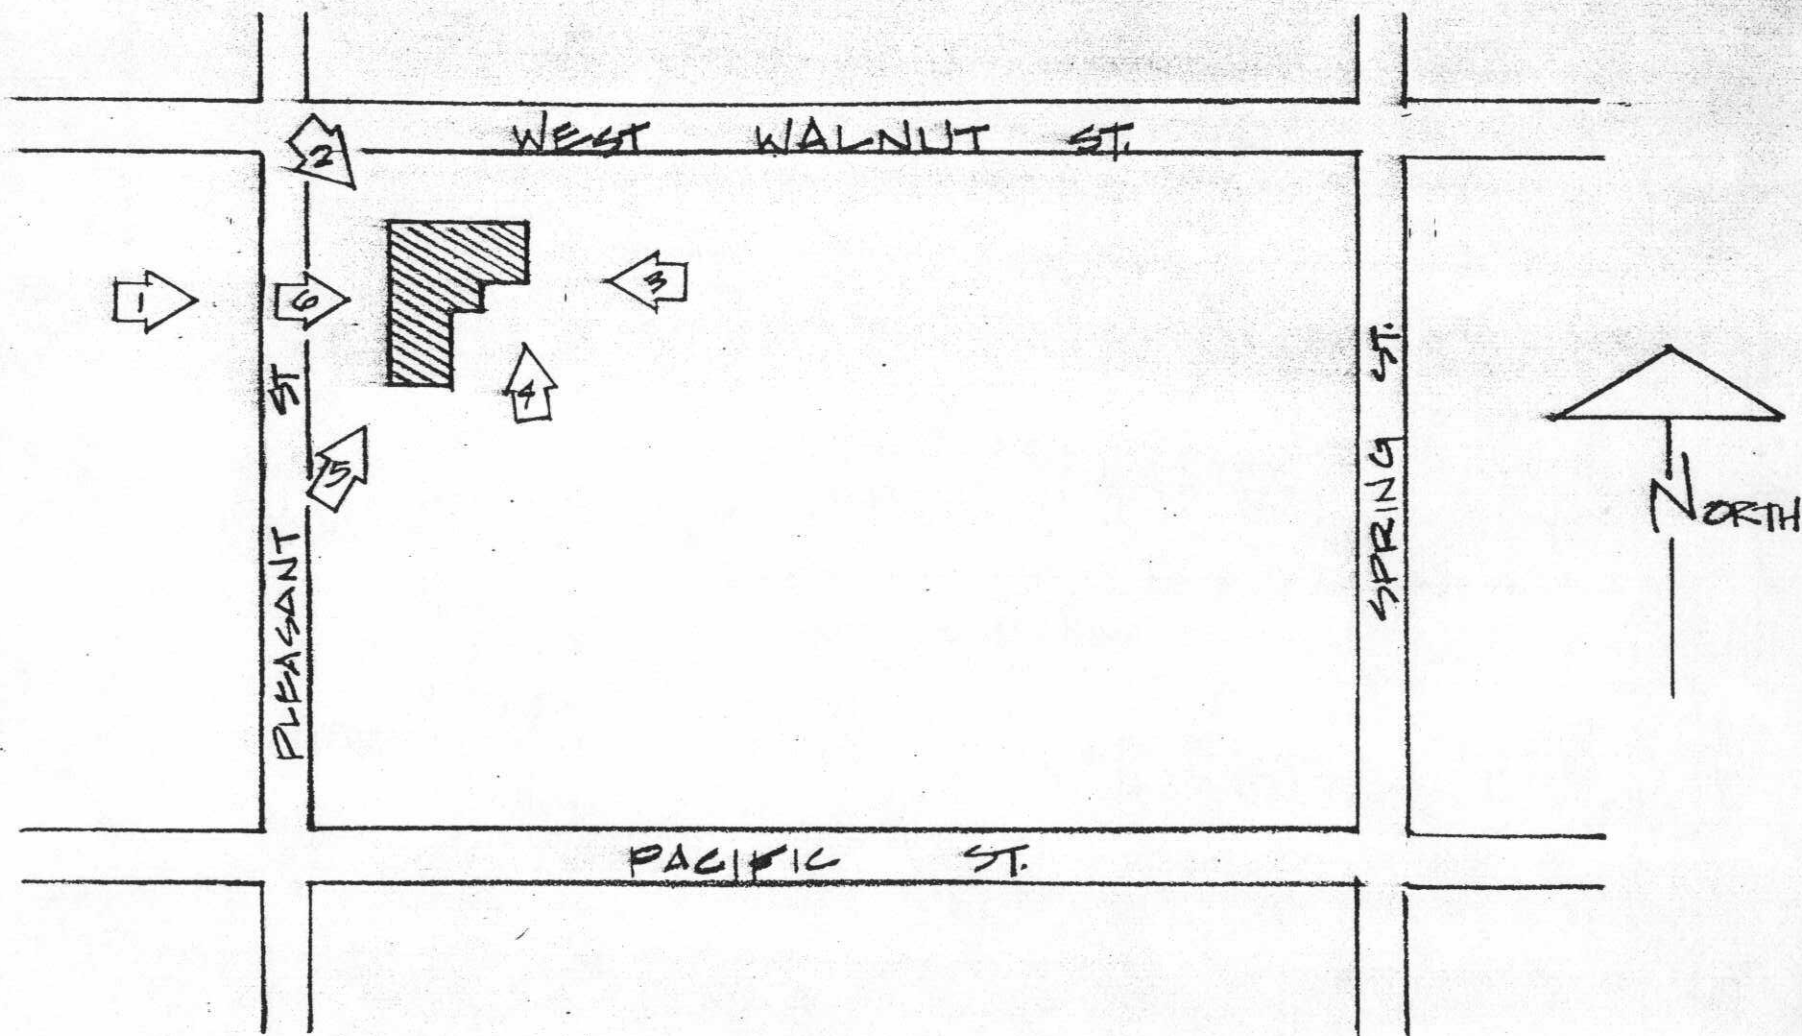 WEST WALNUT ST.
2
1
6
3
4
5
PLEASANT ST
SPRING ST.
NORTH
PACIFIC ST.